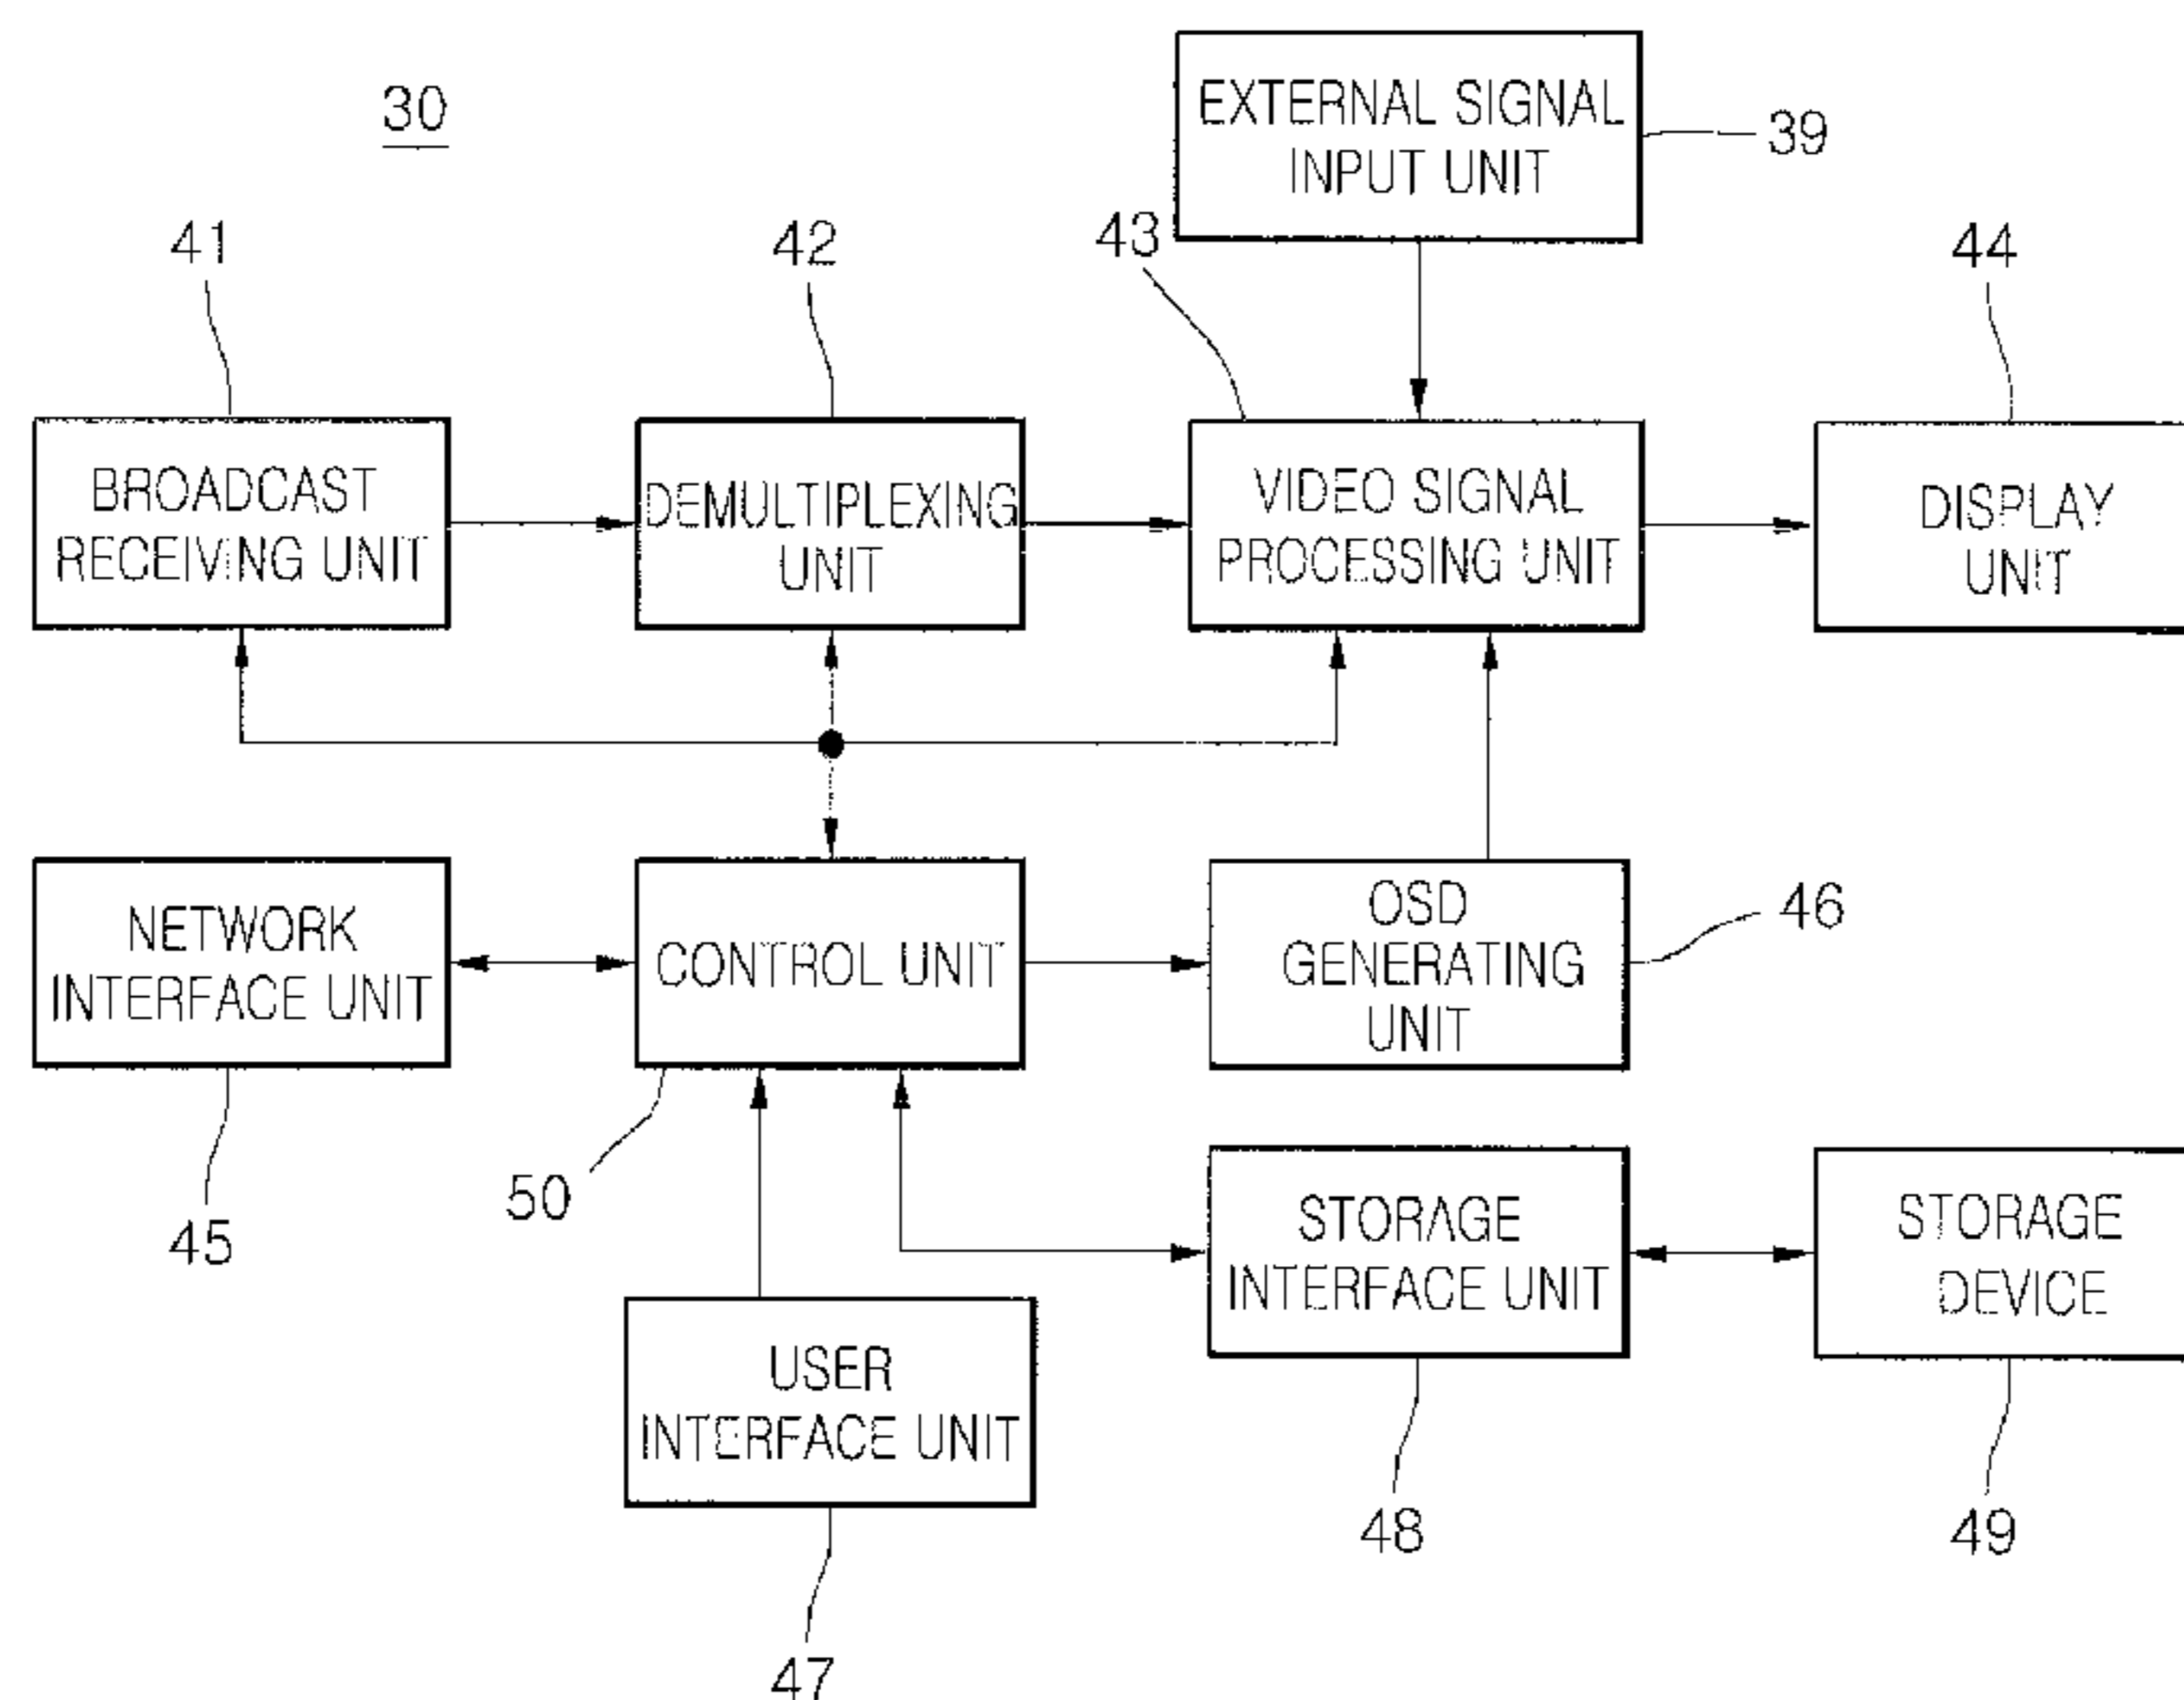 30
EXTERNAL SIGNAL
INPUT UNIT
39
41
42
43
44
BROADCAST
RECEIVING UNIT
DEMULTIPLEXING
UNIT
VIDEO SIGNAL
PROCESSING UNIT
DISPLAY
UNIT
NETWORK
INTERFACE UNIT
CONTROL UNIT
OSD
GENERATING
UNIT
46
45
50
STORAGE
INTERFACE UNIT
STORAGE
DEVICE
USER
INTERFACE UNIT
48
49
47